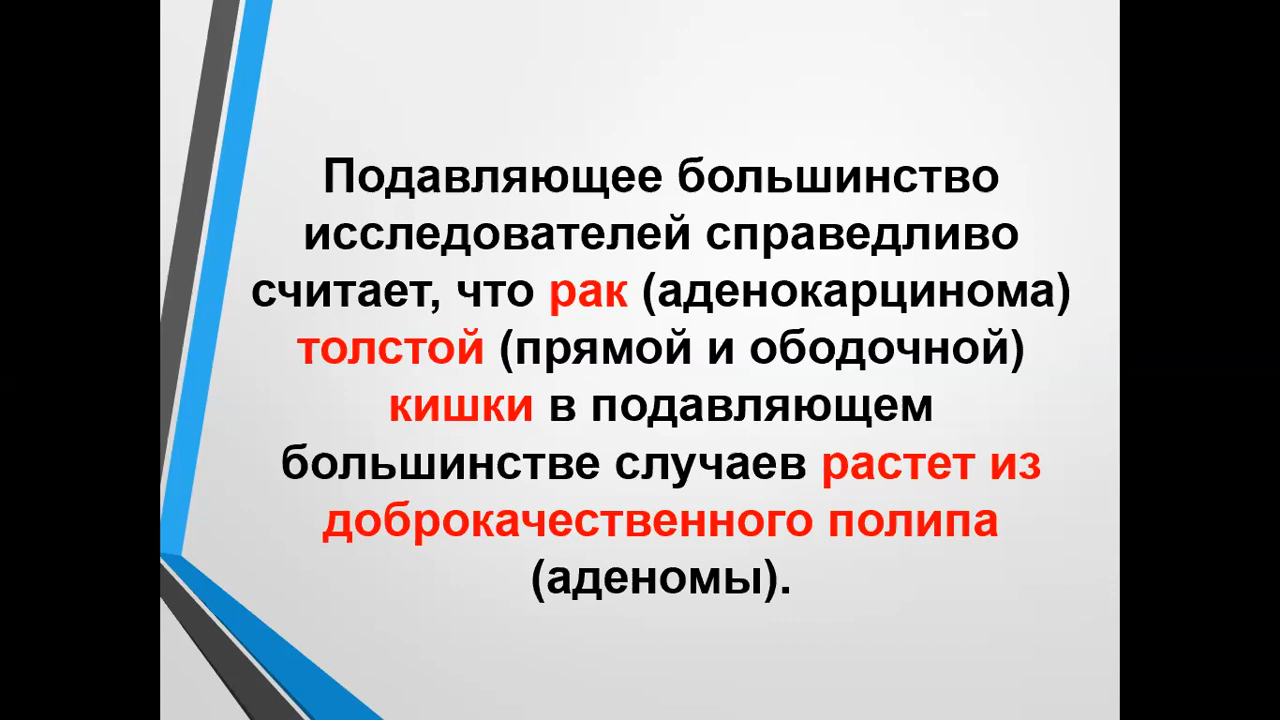 Подавляющее большинство
исследователей справедливо
считает, что рак (аденокарцинома)
толстой (прямой и ободочной)
кишки в подавляющем
большинстве случаев растет из
доброкачественного полипа
(аденомы).